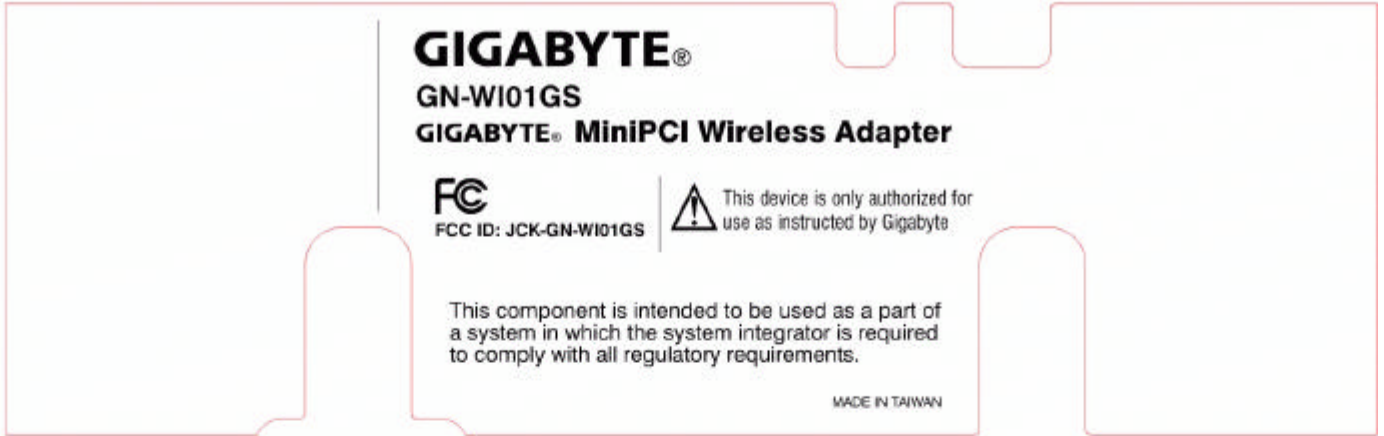 GIGABYTE®
GN-WI01GS
GIGABYTE® MiniPCI Wireless Adapter
FC
FCC ID: JCK-GN-WI01GS
This device is only authorized for
use as instructed by Gigabyte
This component is intended to be used as a part of
a system in which the system integrator is required
to comply with all regulatory requirements.
MADE IN TAIWAN